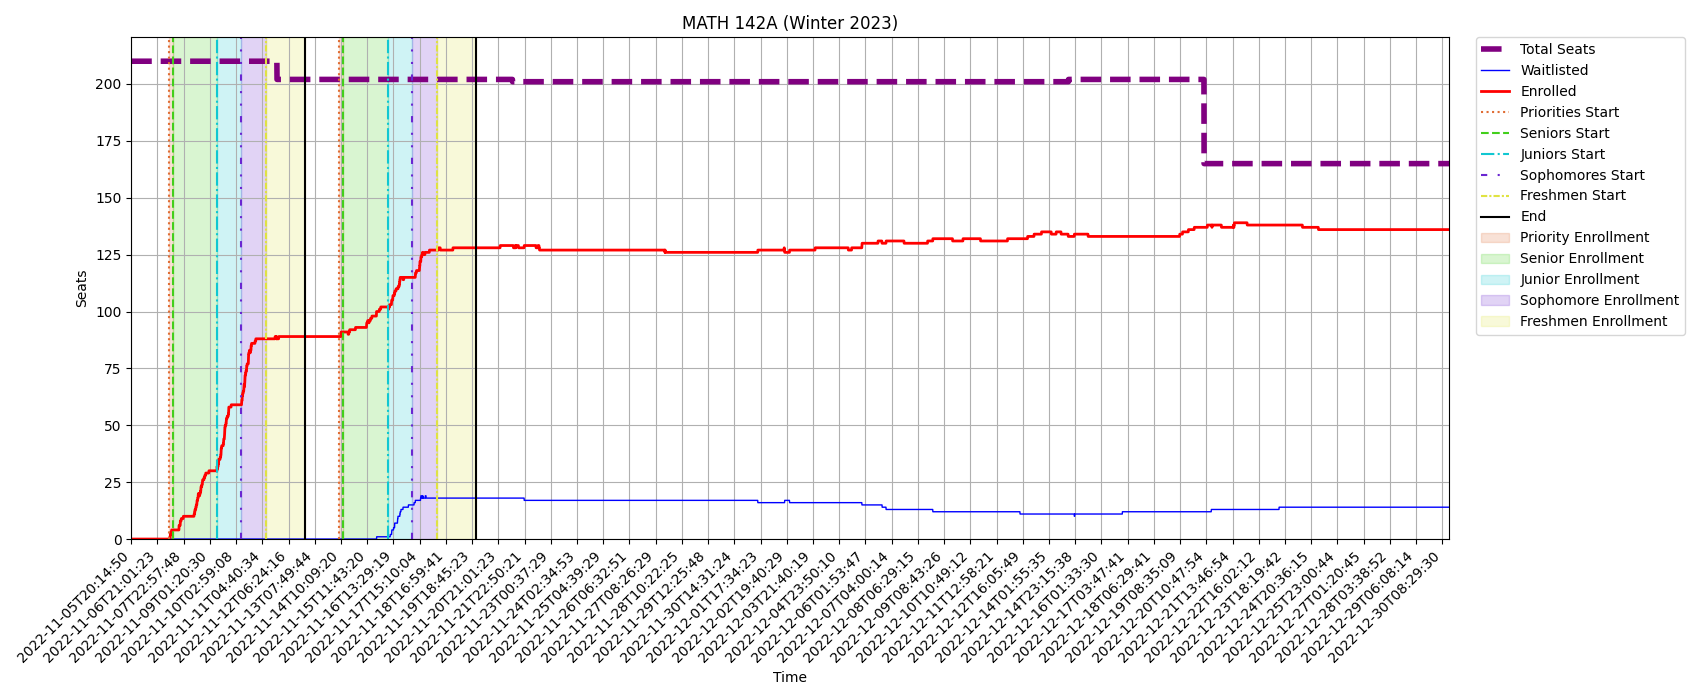 MATH 142A (Winter 2023)
Total Seats
Waitlisted
Enrolled
Priorities Start
Seniors Start
Juniors Start
Sophomores Start
Freshmen Start
End
Priority Enrollment
Senior Enrollment
Junior Enrollment
Sophomore Enrollment
Freshmen Enrollment
Seats
200
175
150
125
100
75
50
25
0
2022-11-05T20:14:50
2022-11-06T21:01:23
2022-11-07T22:57:48
2022-11-09T01:20:30
2022-11-10T02:59:08
2022-11-11T04:40:34
2022-11-12T06:24:16
2022-11-13T07:49:44
2022-11-14T10:09:20
2022-11-15T11:43:20
2022-11-16T13:29:19
2022-11-17T15:10:04
2022-11-18T16:59:41
2022-11-19T18:45:23
2022-11-20T21:01:23
2022-11-21T22:50:21
2022-11-23T00:37:29
2022-11-24T02:34:53
2022-11-25T04:39:29
2022-11-26T06:32:51
2022-11-27T08:26:29
2022-11-28T10:22:25
2022-11-29T12:25:48
2022-11-30T14:31:24
2022-12-01T17:34:23
2022-12-02T19:40:29
2022-12-03T21:40:19
2022-12-04T23:50:10
2022-12-06T01:53:47
2022-12-07T04:00:14
2022-12-08T06:29:15
2022-12-09T08:43:26
2022-12-10T10:49:12
2022-12-11T12:58:21
2022-12-12T16:05:49
2022-12-14T01:55:35
2022-12-14T23:15:38
2022-12-16T01:33:30
2022-12-17T03:47:41
2022-12-18T06:29:41
2022-12-19T08:35:09
2022-12-20T10:47:54
2022-12-21T13:46:54
2022-12-22T16:02:12
2022-12-23T18:19:42
2022-12-24T20:36:15
2022-12-25T23:00:44
2022-12-27T01:20:45
2022-12-28T03:38:52
2022-12-29T06:08:14
2022-12-30T08:29:30
Time